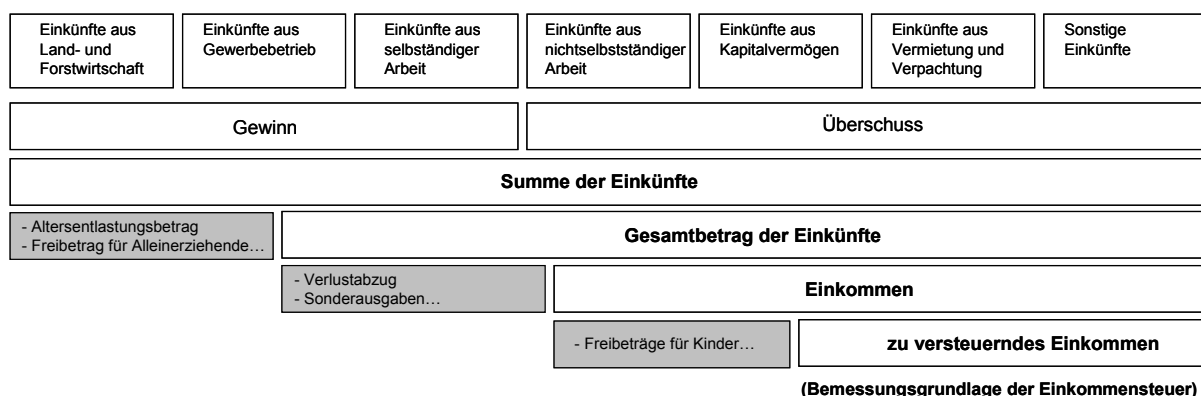 Einkünfte aus
Land- und
Forstwirtschaft
Einkünfte aus
Gewerbebetrieb
Einkünfte aus
selbständiger
Arbeit
Einkünfte aus
nichtselbstständiger
Arbeit
Einkünfte aus
Kapitalvermögen
Einkünfte aus
Vermietung und
Verpachtung
Sonstige
Einkünfte
Gewinn
Überschuss
Summe der Einkünfte
- Altersentlastungsbetrag
- Freibetrag für Alleinerziehende…
Gesamtbetrag der Einkünfte
- Verlustabzug
- Sonderausgaben…
Einkommen
- Freibeträge für Kinder…
zu versteuerndes Einkommen
(Bemessungsgrundlage der Einkommensteuer)